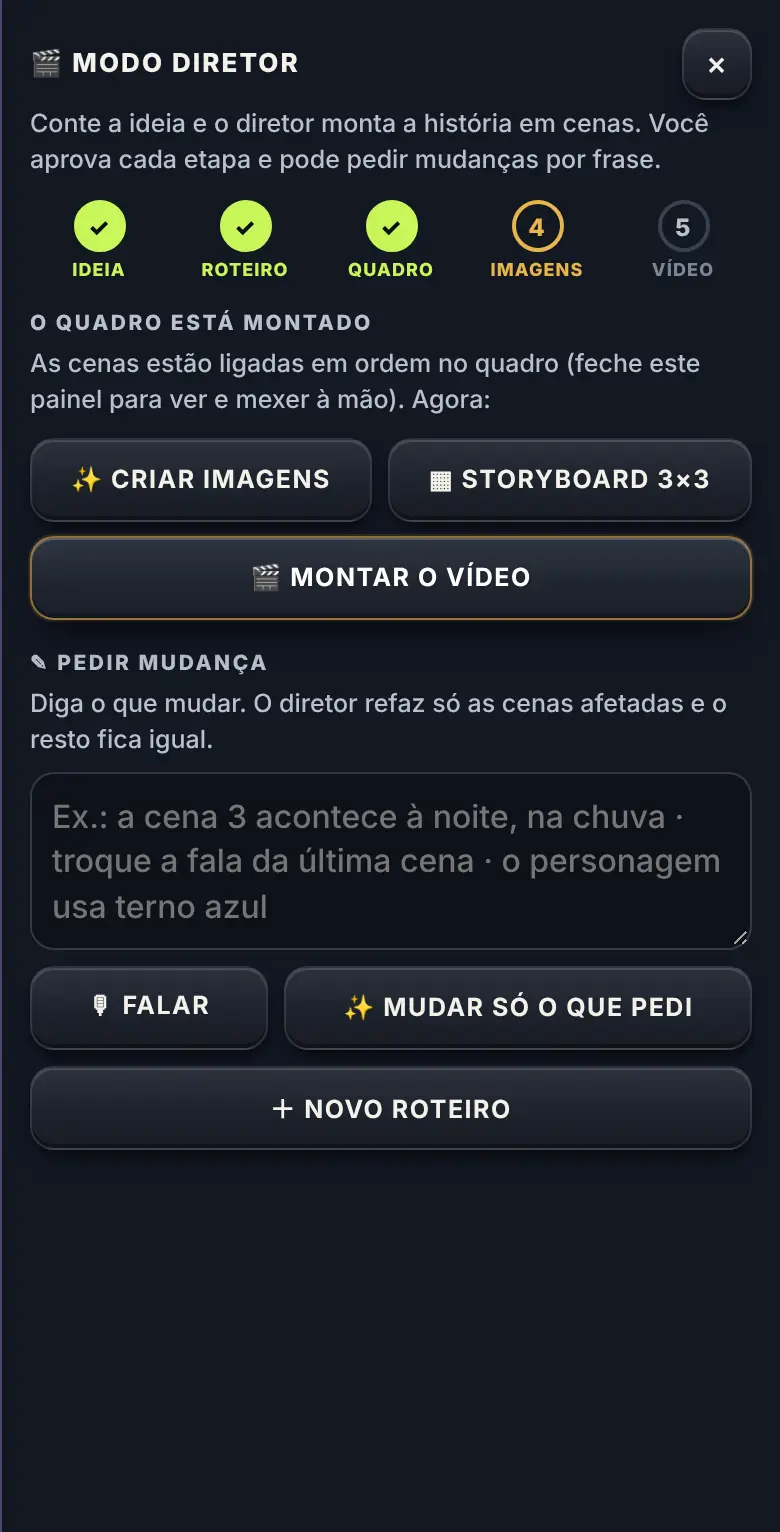 🎬 MODO DIRETOR
×
Conte a ideia e o diretor monta a história em cenas. Você
aprova cada etapa e pode pedir mudanças por frase.
✓ ✓ ✓ 4 5
IDEIA ROTEIRO QUADRO IMAGENS VÍDEO
O QUADRO ESTÁ MONTADO
As cenas estão ligadas em ordem no quadro (feche este
painel para ver e mexer à mão). Agora:
✨ CRIAR IMAGENS
▦ STORYBOARD 3×3
🎬 MONTAR O VÍDEO
✎ PEDIR MUDANÇA
Diga o que mudar. O diretor refaz só as cenas afetadas e o
resto fica igual.
Ex.: a cena 3 acontece à noite, na chuva ·
troque a fala da última cena · o personagem
usa terno azul
🎙 FALAR
✨ MUDAR SÓ O QUE PEDI
+ NOVO ROTEIRO